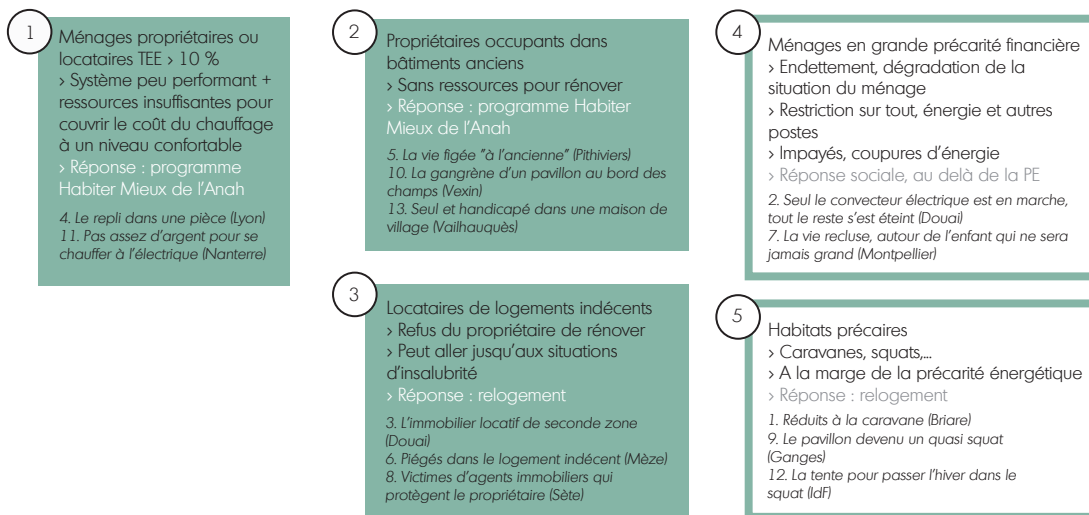 1
Ménages propriétaires ou
locataires TEE > 10 %
> Système peu performant +
ressources insuffisantes pour
couvrir le coût du chauffage
à un niveau confortable
> Réponse : programme
Habiter Mieux de l'Anah
4. Le repli dans une pièce (Lyon)
11. Pas assez d'argent pour se
chauffer à l'électrique (Nanterre)
2
Propriétaires occupants dans
bâtiments anciens
> Sans ressources pour rénover
> Réponse : programme Habiter
Mieux de l'Anah
5. La vie figée "à l'ancienne" (Pithiviers)
10. La gangrène d'un pavillon au bord des
champs (Vexin)
13. Seul et handicapé dans une maison de
village (Vailhauquès)
3
Locataires de logements indécents
> Refus du propriétaire de rénover
> Peut aller jusqu'aux situations
d'insalubrité
> Réponse : relogement
3. L'immobilier locatif de seconde zone
(Douai)
6. Piégés dans le logement indécent (Mèze)
8. Victimes d'agents immobiliers qui
protègent le propriétaire (Sète)
4
Ménages en grande précarité financière
> Endettement, dégradation de la
situation du ménage
> Restriction sur tout, énergie et autres
postes
> Impayés, coupures d'énergie
> Réponse sociale, au delà de la PE
2. Seul le convecteur électrique est en marche,
tout le reste s'est éteint (Douai)
7. La vie recluse, autour de l'enfant qui ne sera
jamais grand (Montpellier)
5
Habitats précaires
> Caravanes, squats,...
> A la marge de la précarité énergétique
> Réponse : relogement
1. Réduits à la caravane (Briare)
9. Le pavillon devenu un quasi squat
(Ganges)
12. La tente pour passer l'hiver dans le
squat (IdF)